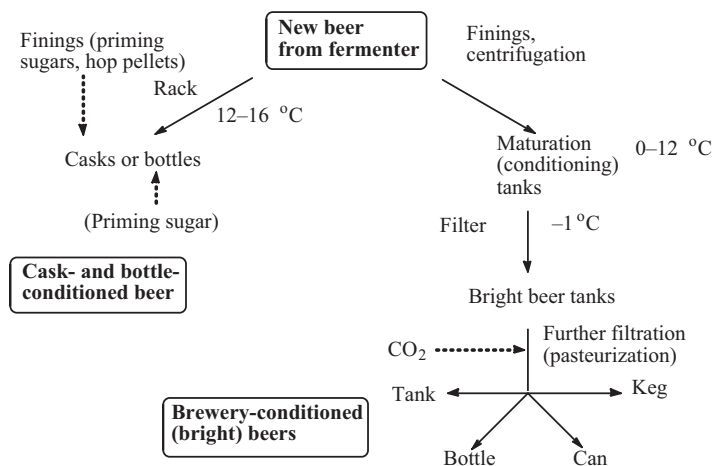 New beer
from fermenter
Finings (priming
sugars, hop pellets)
Finings,
centrifugation
Rack
12–16 °C
Casks or bottles
(Priming sugar)
Cask- and bottle-
conditioned beer
Maturation
(conditioning)
tanks
0–12 °C
Filter
–1 °C
Bright beer tanks
CO₂
Further filtration
(pasteurization)
Tank
Keg
Brewery-conditioned
(bright) beers
Bottle
Can